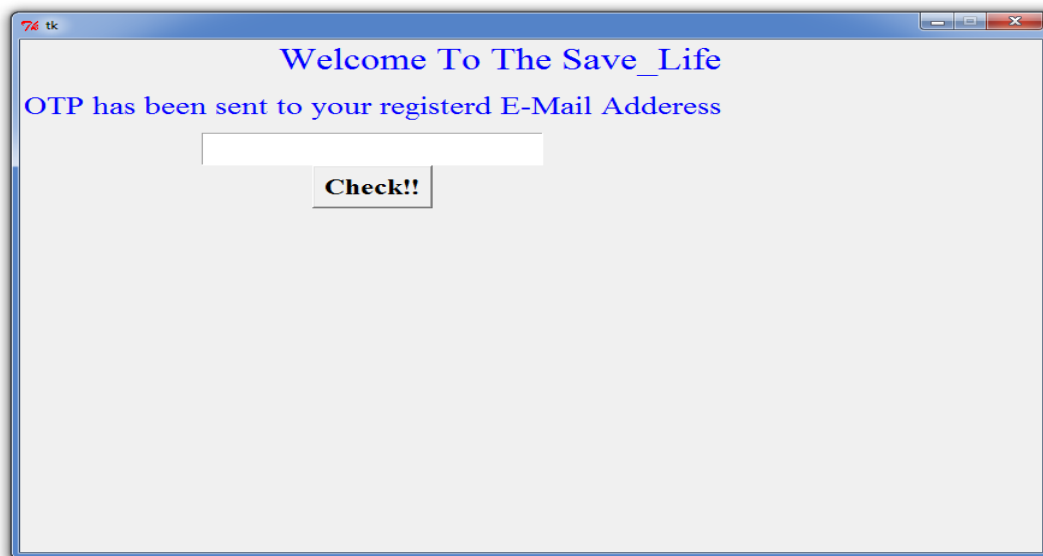 tk
Welcome To The Save_Life
OTP has been sent to your registerd E-Mail Adderess
Check!!